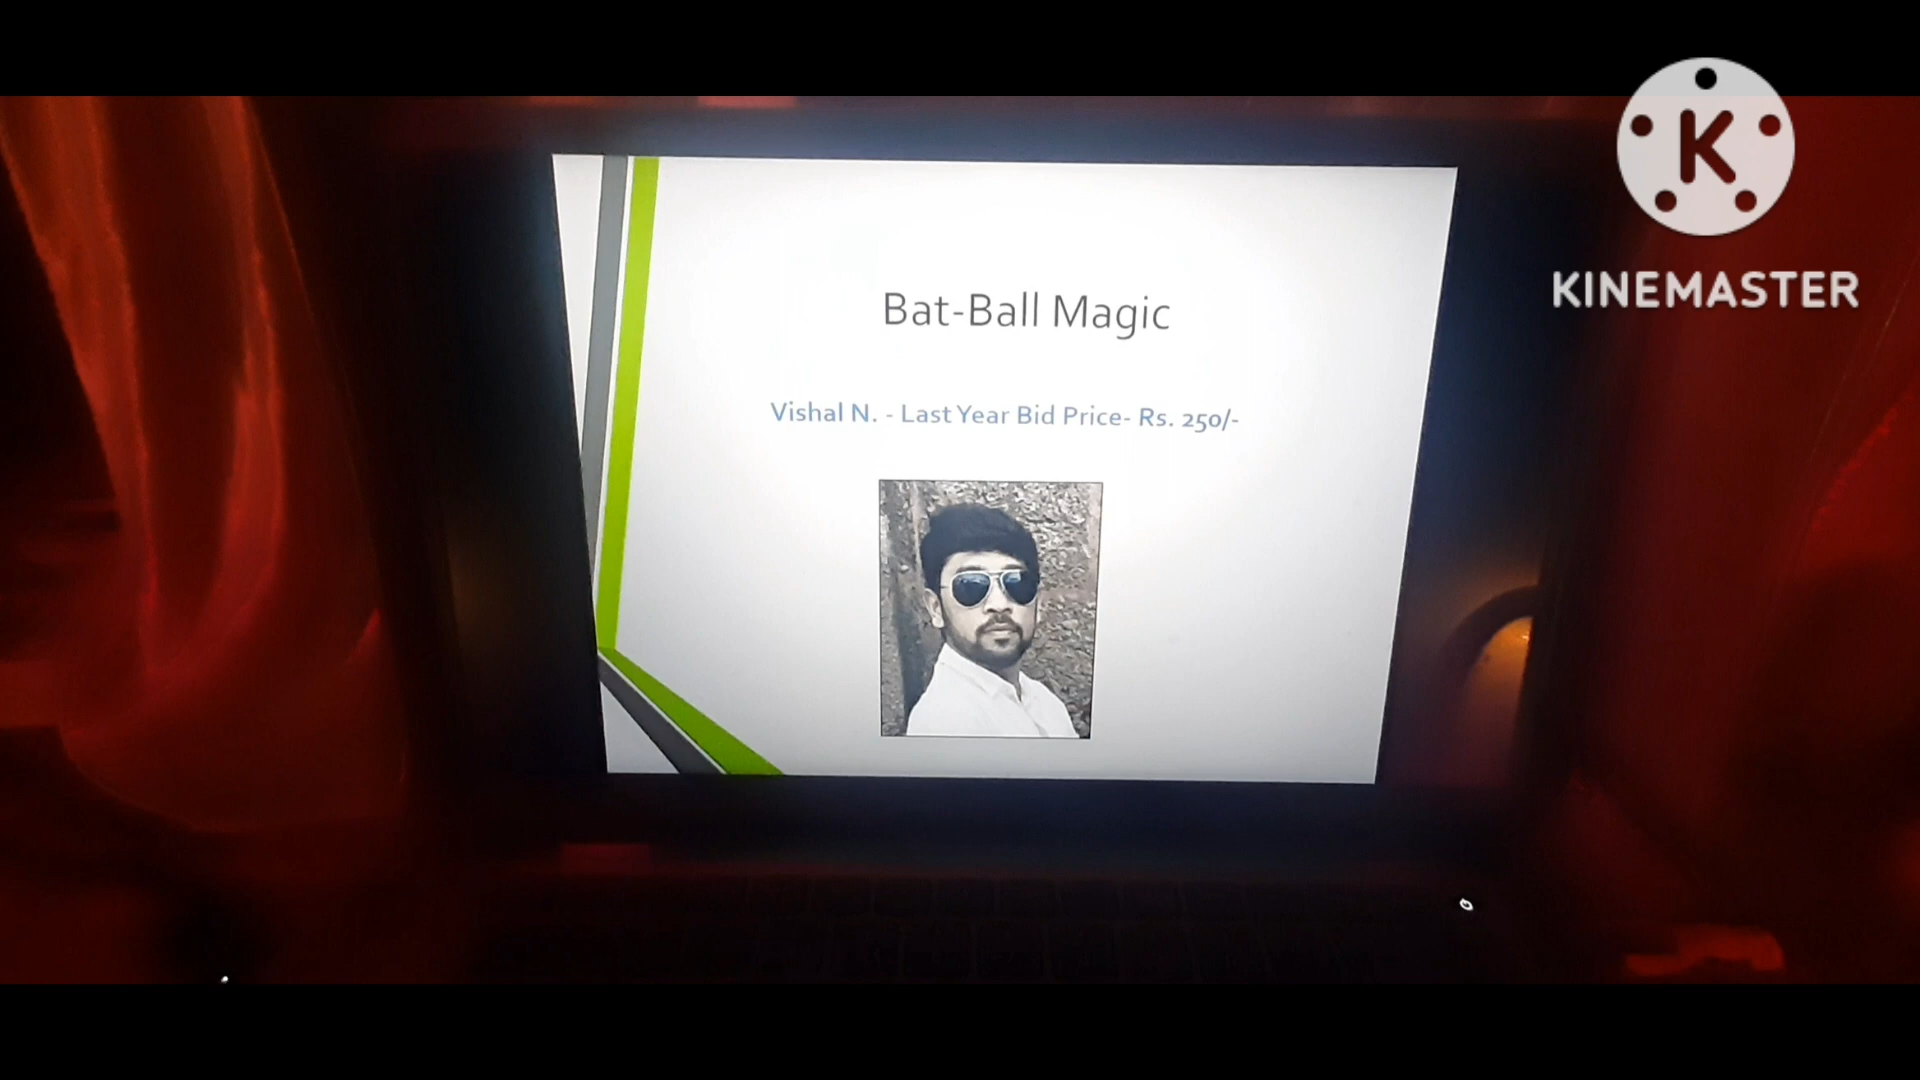 K
KINEMASTER
Bat-Ball Magic
Vishal N. - Last Year Bid Price- Rs. 250/-